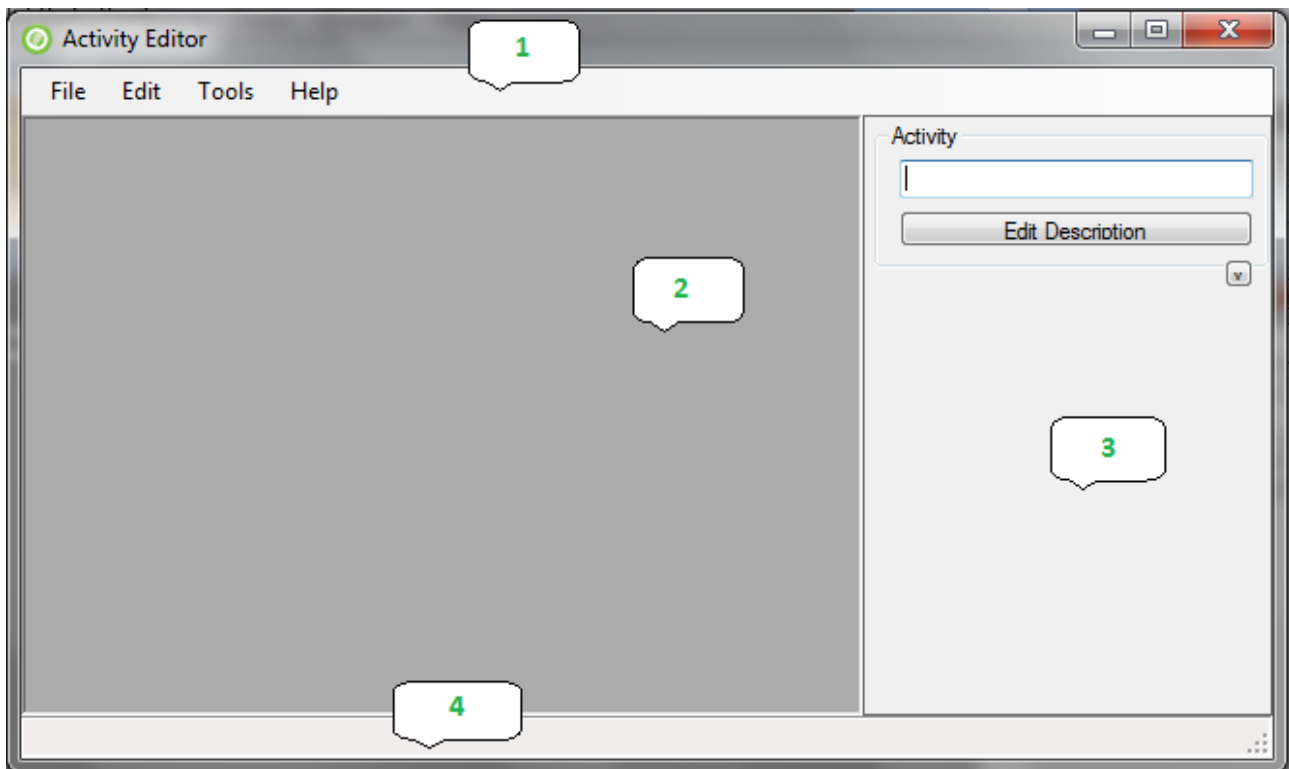 Activity Editor
1
File Edit Tools Help
Activity
Edit Description
2
3
4